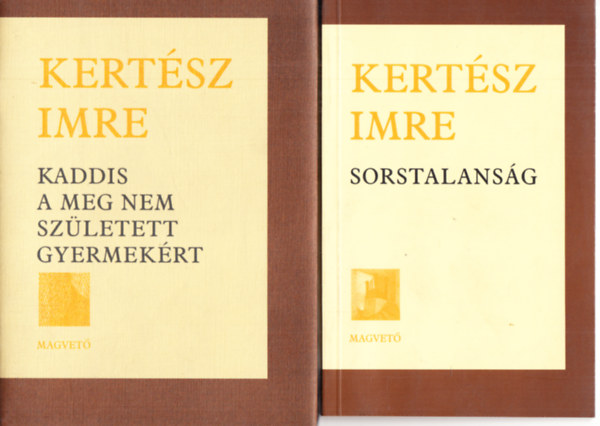 KERTÉSZ
IMRE
KADDIS
A MEG NEM
SZÜLETETT
GYERMEKÉRT
MAGVETŐ
KERTÉSZ
IMRE
SORSTALANSÁG
MAGVETŐ